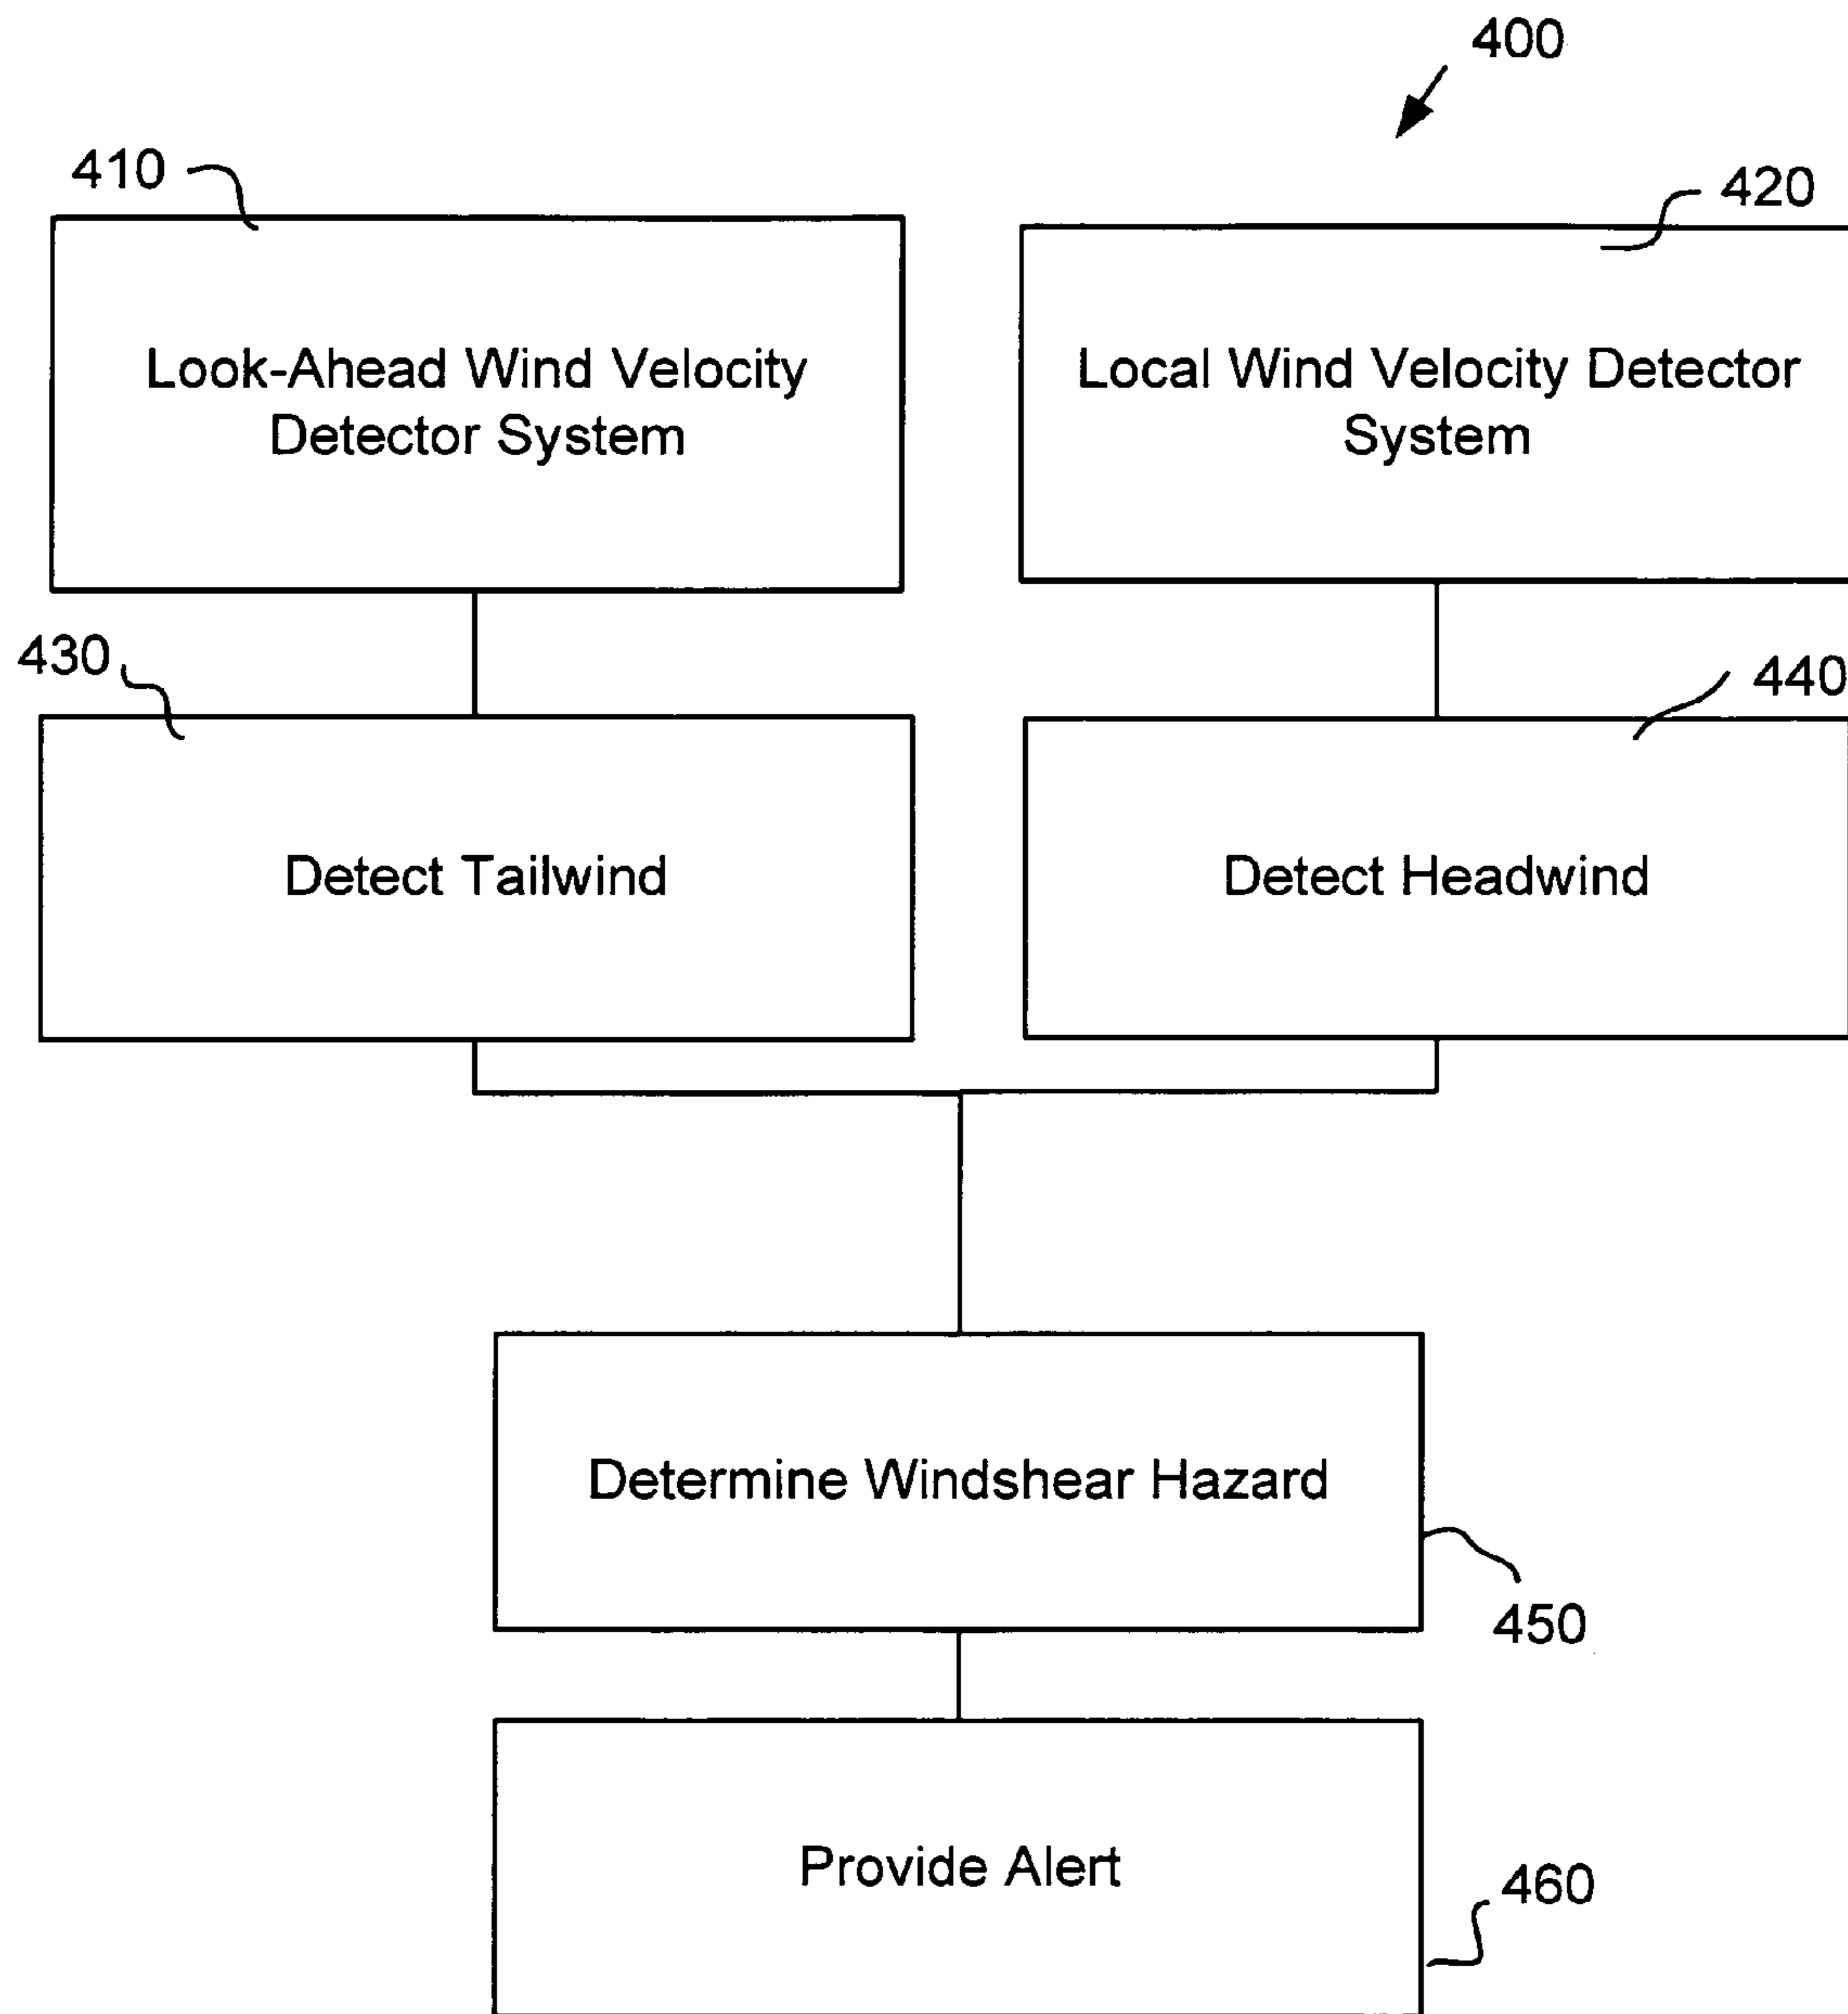 400
410
420
Look-Ahead Wind Velocity
Detector System
Local Wind Velocity Detector
System
430
440
Detect Tailwind
Detect Headwind
Determine Windshear Hazard
450
Provide Alert
460